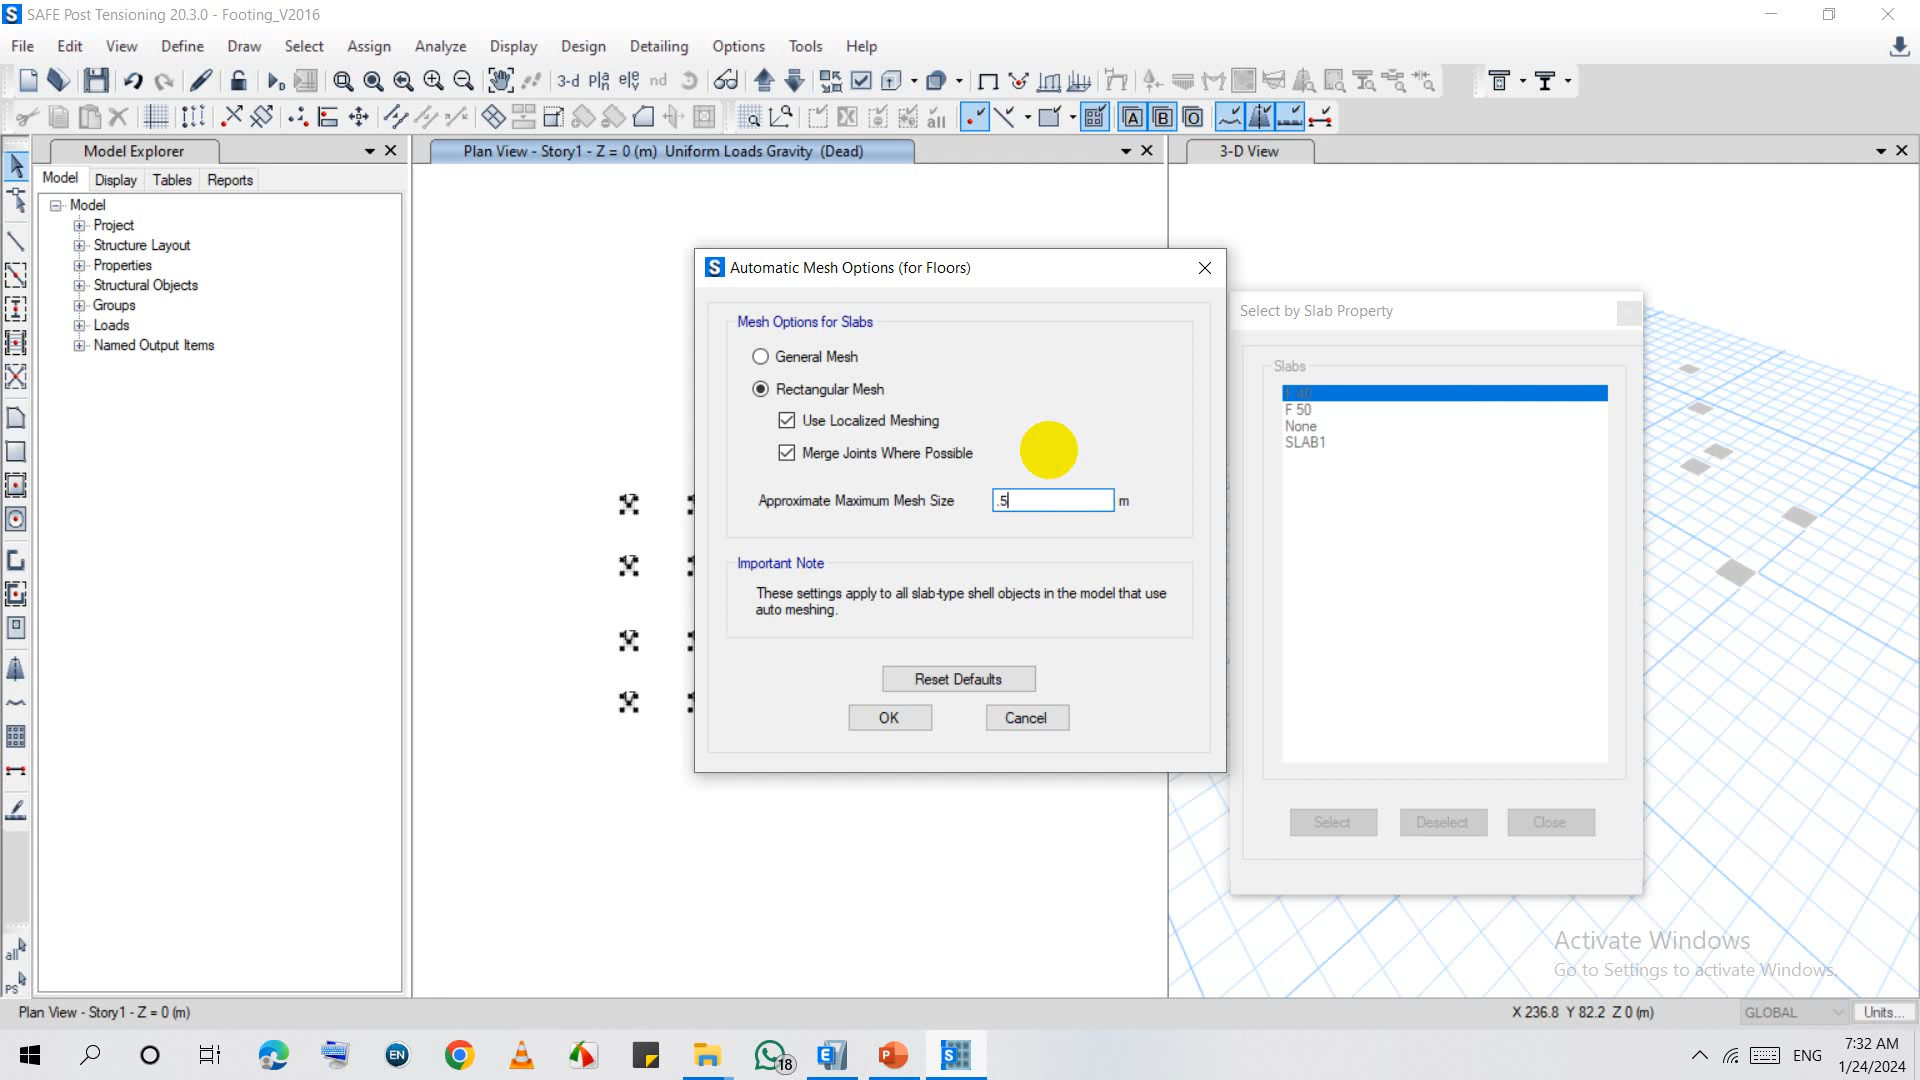 SAFE Post Tensioning 20.3.0 - Footing_V2016
File Edit View Define Draw Select Assign Analyze Display Design Detailing Options Tools Help
3-d nd
all
Model Explorer
Plan View - Story1 - Z = 0 (m) Uniform Loads Gravity (Dead)
3-D View
Model Display Tables Reports
Model
Project
Structure Layout
Properties
Structural Objects
Groups
Loads
Named Output Items
Automatic Mesh Options (for Floors)
Mesh Options for Slabs
General Mesh
Rectangular Mesh
Use Localized Meshing
Merge Joints Where Possible
Approximate Maximum Mesh Size .5 m
Important Note
These settings apply to all slab-type shell objects in the model that use
auto meshing.
Reset Defaults
OK Cancel
Select by Slab Property
Slabs
F 40
F 50
None
SLAB1
Select Deselect Close
all
PS
Activate Windows
Go to Settings to activate Windows.
Plan View - Story1 - Z = 0 (m)
X 236.8 Y 82.2 Z 0 (m)
GLOBAL
Units...
EN
18
ENG
7:32 AM
1/24/2024